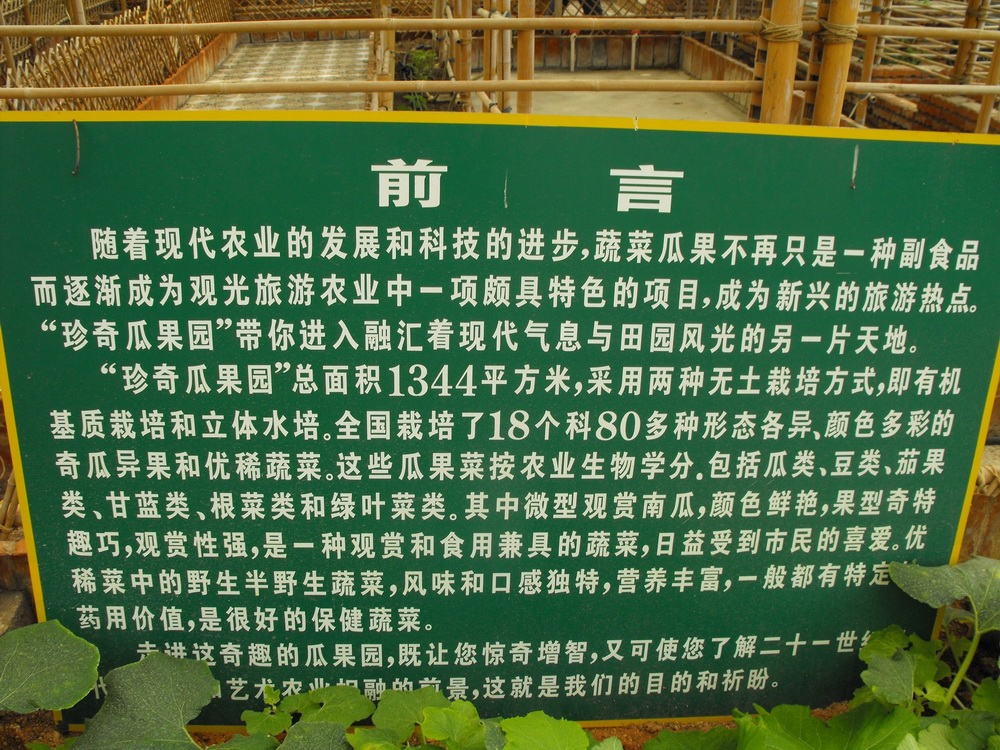 前言
随着现代农业的发展和科技的进步,蔬菜瓜果不再只是一种副食品
而逐渐成为观光旅游农业中一项颇具特色的项目,成为新兴的旅游热点。
“珍奇瓜果园”带你进入融汇着现代气息与田园风光的另一片天地。
“珍奇瓜果园”总面积1344平方米,采用两种无土栽培方式,即有机
基质栽培和立体水培。全国栽培了18个科80多种形态各异、颜色多彩的
奇瓜异果和优稀蔬菜。这些瓜果菜按农业生物学分.包括瓜类、豆类、茄果
类、甘蓝类、根菜类和绿叶菜类。其中微型观赏南瓜,颜色鲜艳,果型奇特
趣巧,观赏性强,是一种观赏和食用兼具的蔬菜,日益受到市民的喜爱。优
稀菜中的野生半野生蔬菜,风味和口感独特,营养丰富,一般都有特定
药用价值,是很好的保健蔬菜。
走进这奇趣的瓜果园,既让您惊奇增智,又可使您了解二十一世纪
艺术农业相融的前景,这就是我们的目的和祈盼。